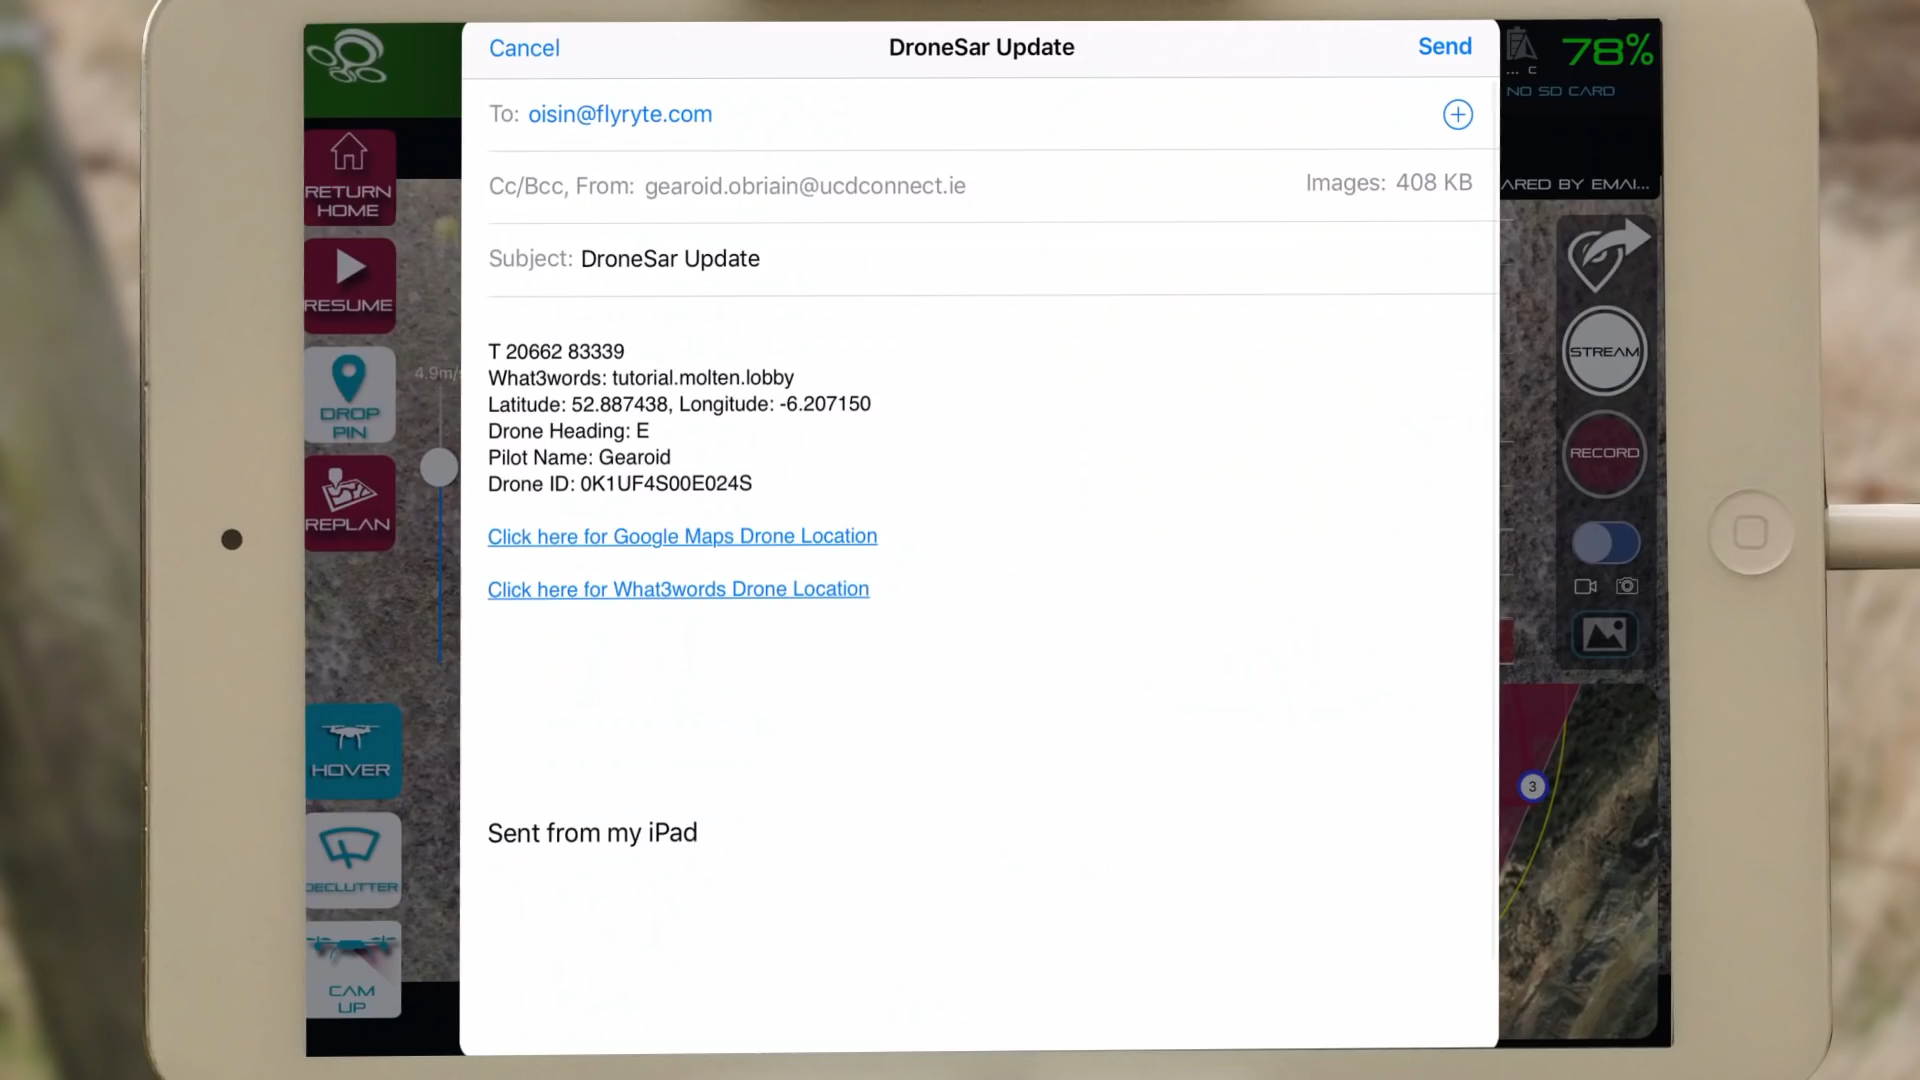 Cancel
DroneSar Update
Send
To: oisin@flyryte.com
Cc/Bcc, From: gearoid.obriain@ucdconnect.ie
Images: 408 KB
Subject: DroneSar Update
T 20662 83339
What3words: tutorial.molten.lobby
Latitude: 52.887438, Longitude: -6.207150
Drone Heading: E
Pilot Name: Gearoid
Drone ID: 0K1UF4S00E024S
Click here for Google Maps Drone Location
Click here for What3words Drone Location
Sent from my iPad
RETURN
HOME
RESUME
DROP
PIN
REPLAN
4.9m/s
HOVER
DECLUTTER
CAM
UP
78%
... C
NO SD CARD
ARED BY EMAI...
STREAM
RECORD
3